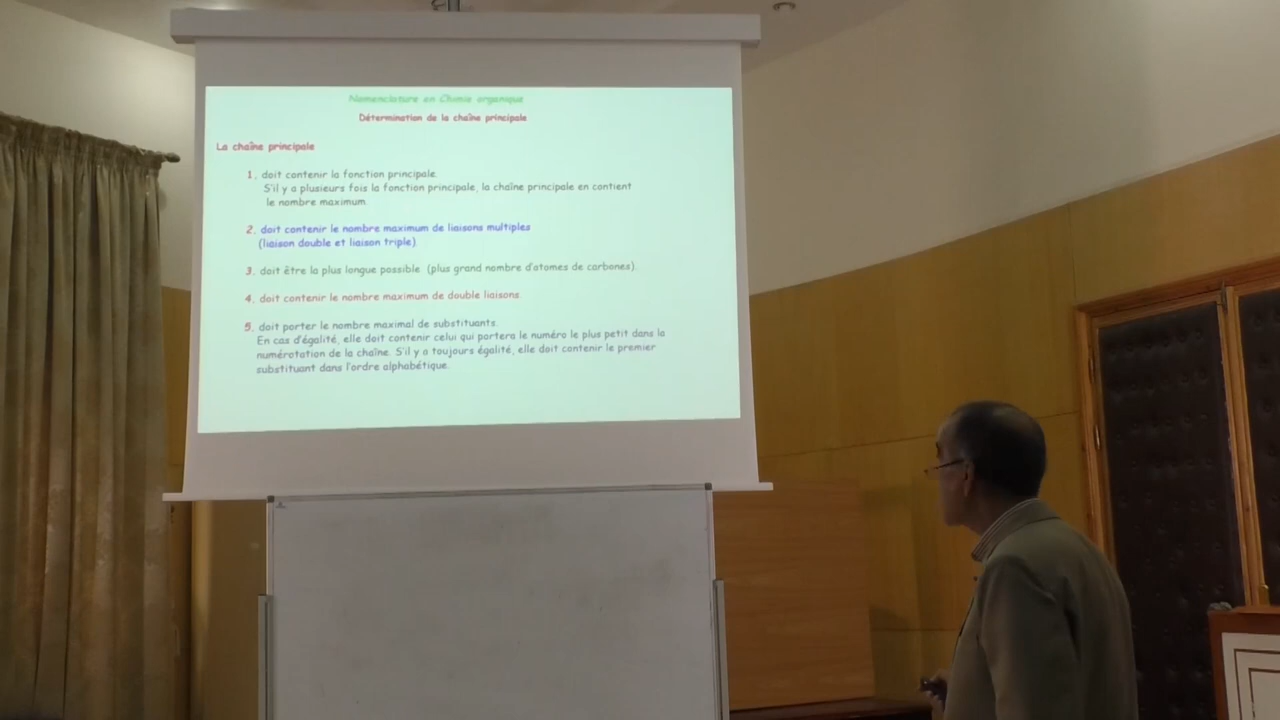 Nomenclature en Chimie organique
Détermination de la chaîne principale
La chaîne principale
1. doit contenir la fonction principale.
S'il y a plusieurs fois la fonction principale, la chaîne principale en contient
le nombre maximum.
2. doit contenir le nombre maximum de liaisons multiples
(liaison double et liaison triple).
3. doit être la plus longue possible (plus grand nombre d'atomes de carbones).
4. doit contenir le nombre maximum de double liaisons.
5. doit porter le nombre maximal de substituants.
En cas d'égalité, elle doit contenir celui qui portera le numéro le plus petit dans la
numérotation de la chaîne. S'il y a toujours égalité, elle doit contenir le premier
substituant dans l'ordre alphabétique.